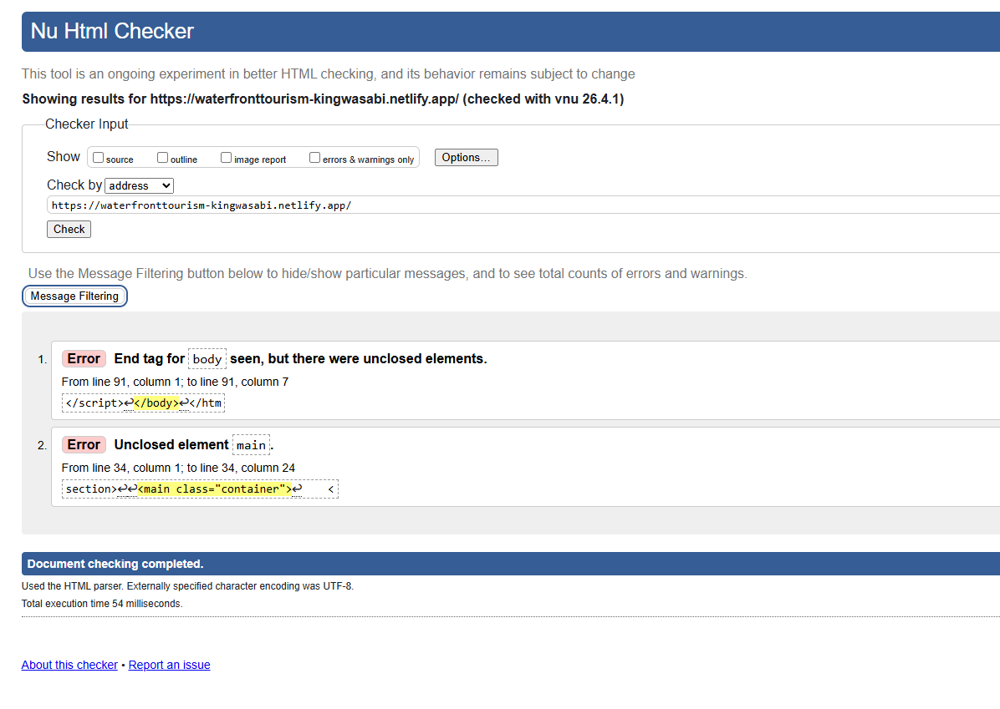 Nu Html Checker
This tool is an ongoing experiment in better HTML checking, and its behavior remains subject to change
Showing results for https://waterfronttourism-kingwasabi.netlify.app/ (checked with vnu 26.4.1)
Checker Input
Show source outline image report errors & warnings only Options...
Check by address
https://waterfronttourism-kingwasabi.netlify.app/
Check
Use the Message Filtering button below to hide/show particular messages, and to see total counts of errors and warnings.
Message Filtering
1. Error End tag for body seen, but there were unclosed elements.
From line 91, column 1; to line 91, column 7
</script>↩</body>↩</htm
2. Error Unclosed element main.
From line 34, column 1; to line 34, column 24
section>↩↩<main class="container">↩    <
Document checking completed.
Used the HTML parser. Externally specified character encoding was UTF-8.
Total execution time 54 milliseconds.
About this checker • Report an issue